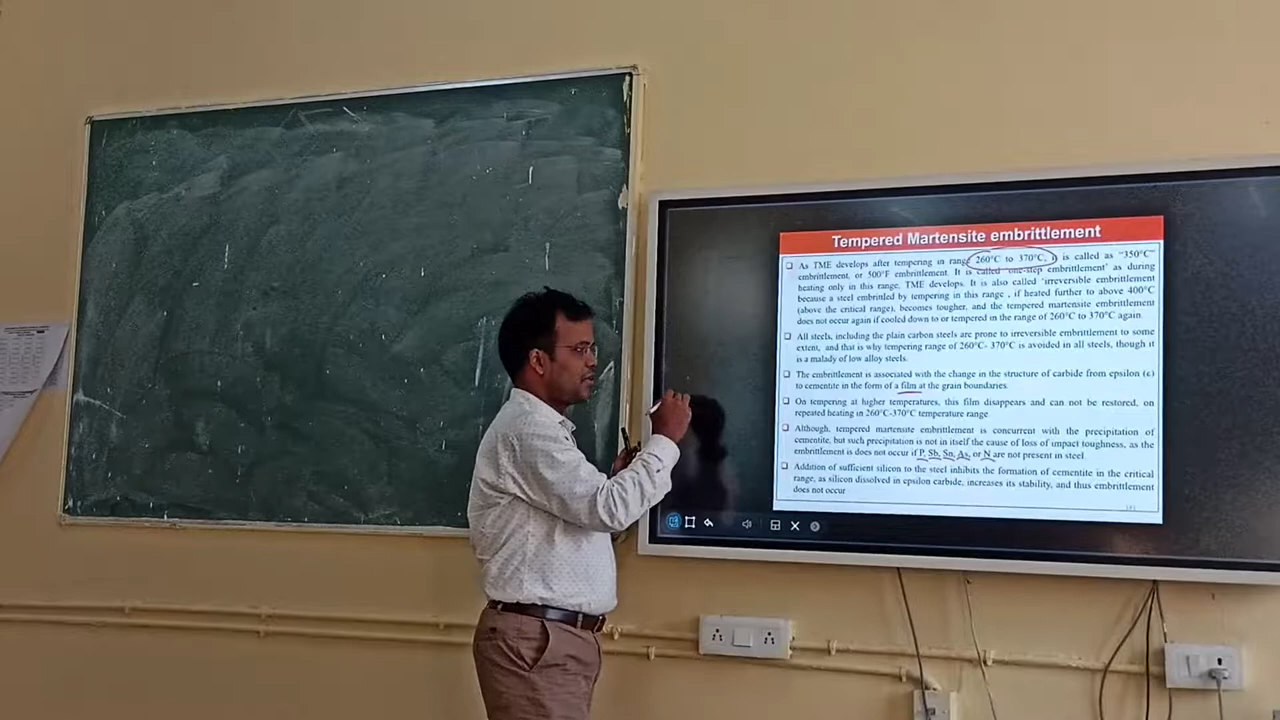 Tempered Martensite embrittlement
❑ As TME develops after tempering in range 260°C to 370°C, it is called as "350°C"
embrittlement, or 500°F embrittlement. It is called 'one-step embrittlement' as during
heating only in this range, TME develops. It is also called 'irreversible embrittlement
because a steel embrittled by tempering in this range , if heated further to above 400°C
(above the critical range), becomes tougher, and the tempered martensite embrittlement
does not occur again if cooled down to or tempered in the range of 260°C to 370°C again.
❑ All steels, including the plain carbon steels are prone to irreversible embrittlement to some
extent, and that is why tempering range of 260°C- 370°C is avoided in all steels, though it
is a malady of low alloy steels.
❑ The embrittlement is associated with the change in the structure of carbide from epsilon (ε)
to cementite in the form of a film at the grain boundaries.
❑ On tempering at higher temperatures, this film disappears and can not be restored, on
repeated heating in 260°C-370°C temperature range
❑ Although, tempered martensite embrittlement is concurrent with the precipitation of
cementite, but such precipitation is not in itself the cause of loss of impact toughness, as the
embrittlement is does not occur if P, Sb, Sn, As, or N are not present in steel
❑ Addition of sufficient silicon to the steel inhibits the formation of cementite in the critical
range, as silicon dissolved in epsilon carbide, increases its stability, and thus embrittlement
does not occur